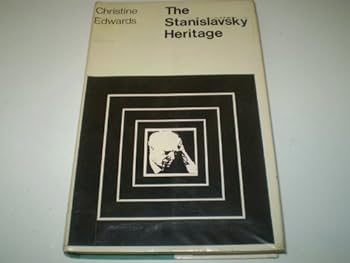 Christine
Edwards
The
Stanislavsky
Heritage